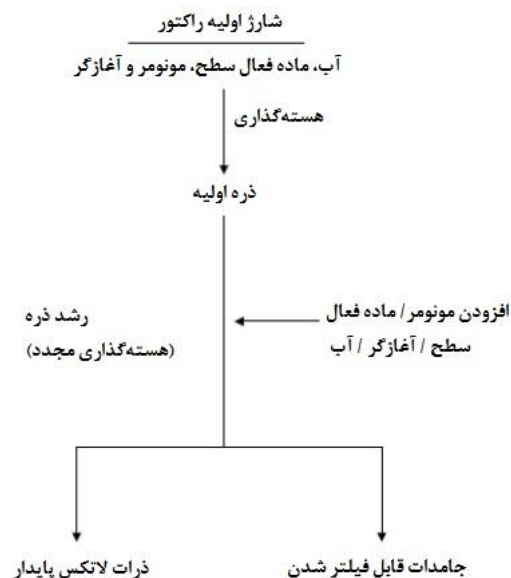 شارژ اولیه راکتور
آب، ماده فعال سطح، مونومر و آغازگر
هسته‌گذاری
ذره اولیه
افزودن مونومر/ ماده فعال
سطح / آغازگر / آب
رشد ذره
(هسته‌گذاری مجدد)
جامدات قابل فیلتر شدن
ذرات لاتکس پایدار